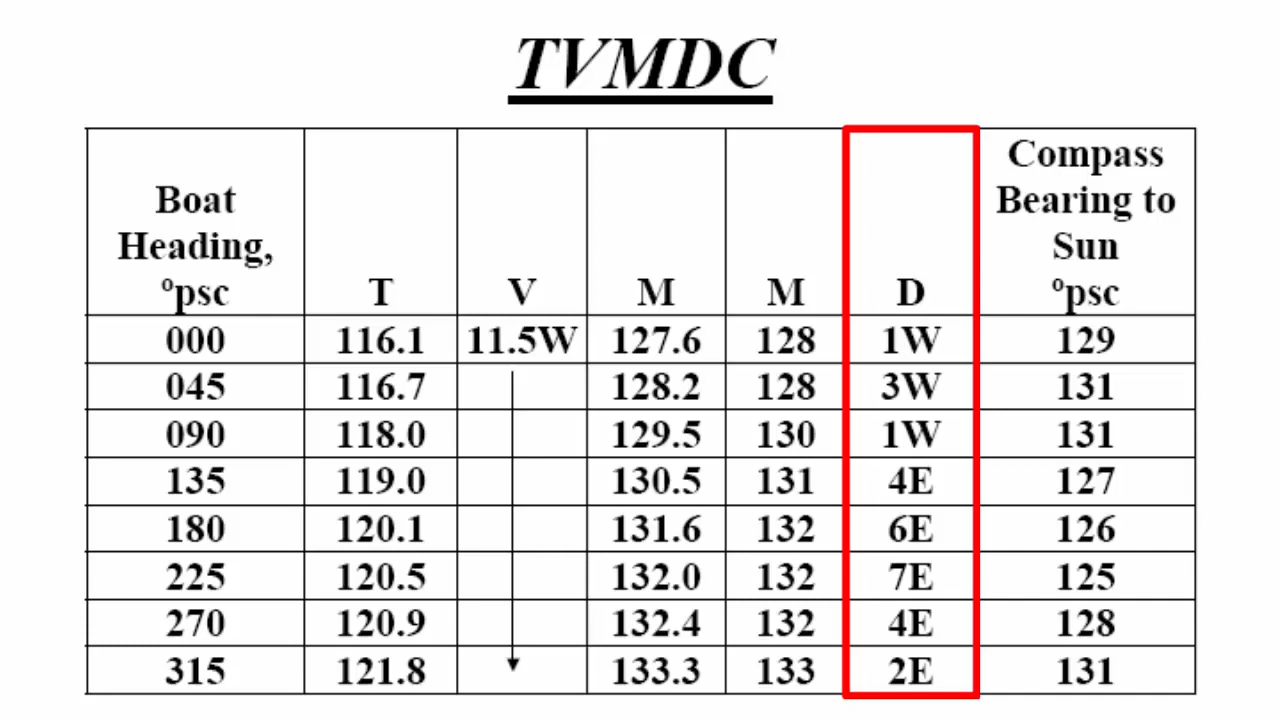 TVMDC
Boat Heading, ºpsc T V M M D Compass Bearing to Sun ºpsc
000 116.1 11.5W 127.6 128 1W 129
045 116.7 128.2 128 3W 131
090 118.0 129.5 130 1W 131
135 119.0 130.5 131 4E 127
180 120.1 131.6 132 6E 126
225 120.5 132.0 132 7E 125
270 120.9 132.4 132 4E 128
315 121.8 133.3 133 2E 131